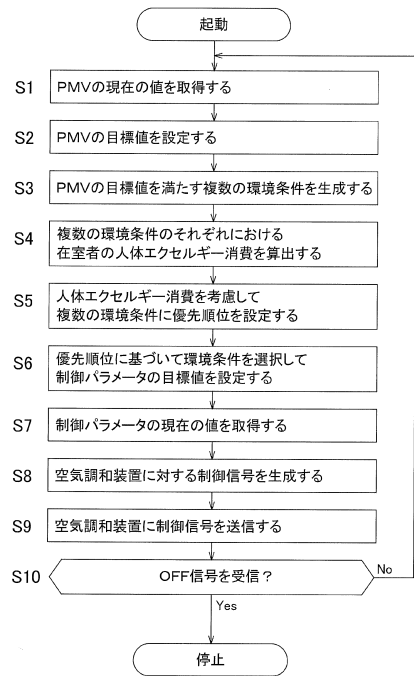 起動
S1 PMVの現在の値を取得する
S2 PMVの目標値を設定する
S3 PMVの目標値を満たす複数の環境条件を生成する
S4 複数の環境条件のそれぞれにおける
在室者の人体エクセルギー消費を算出する
S5 人体エクセルギー消費を考慮して
複数の環境条件に優先順位を設定する
S6 優先順位に基づいて環境条件を選択して
制御パラメータの目標値を設定する
S7 制御パラメータの現在の値を取得する
S8 空気調和装置に対する制御信号を生成する
S9 空気調和装置に制御信号を送信する
S10 OFF信号を受信？ No
Yes
停止